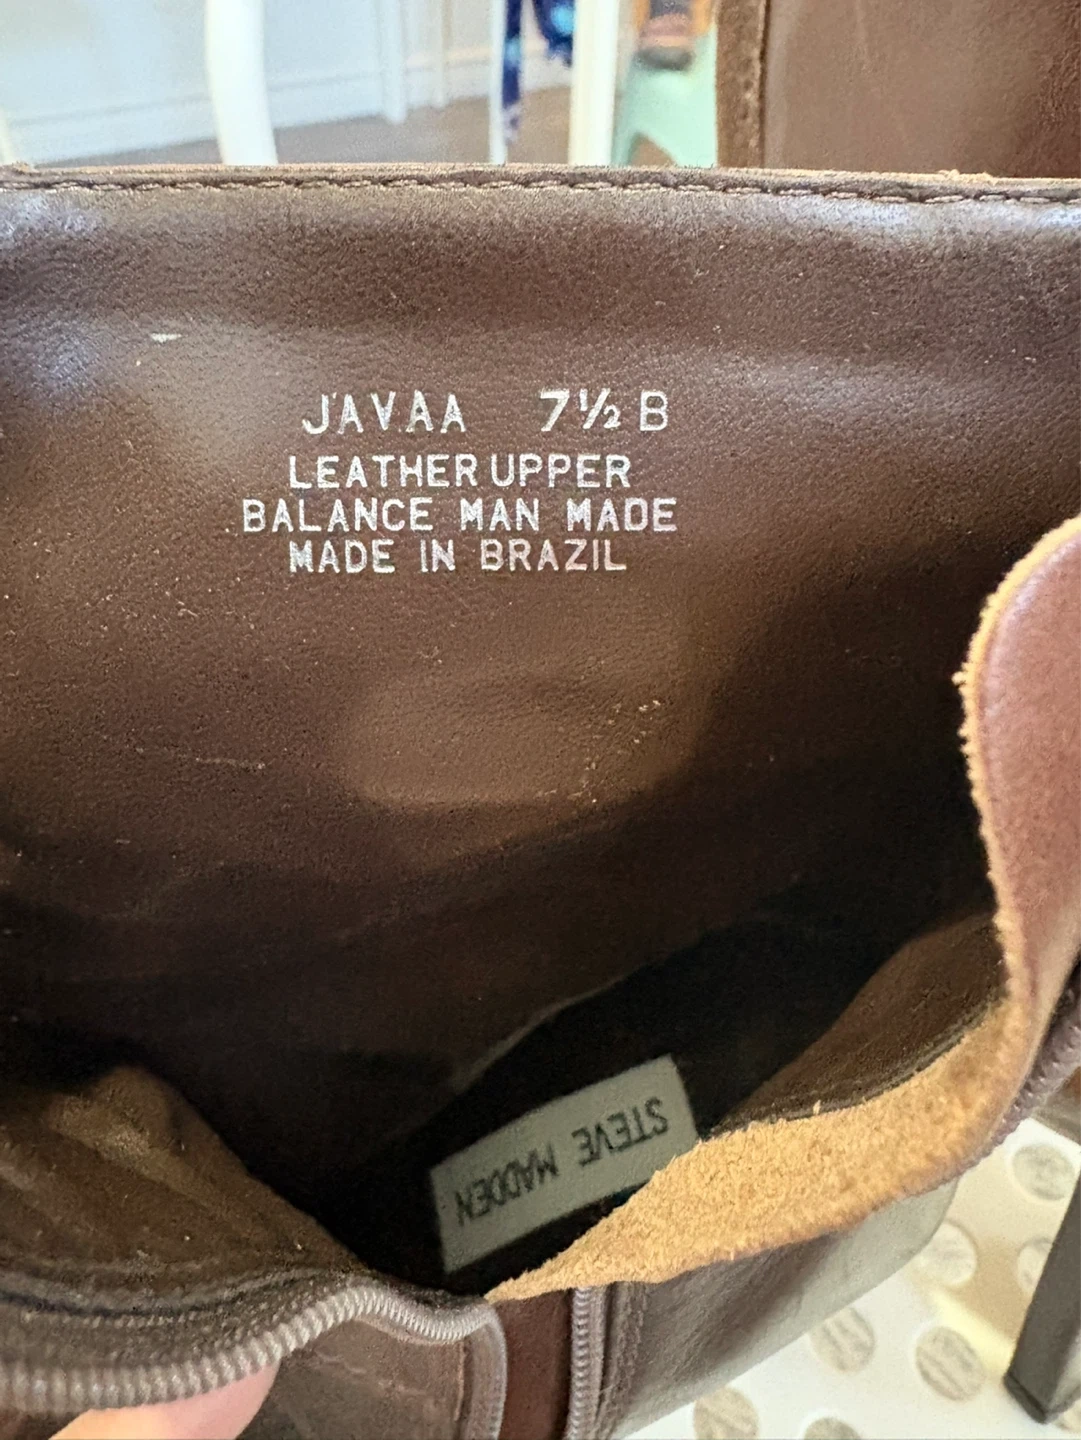 JAVAA 7½ B
LEATHER UPPER
BALANCE MAN MADE
MADE IN BRAZIL
STEVE MADDEN